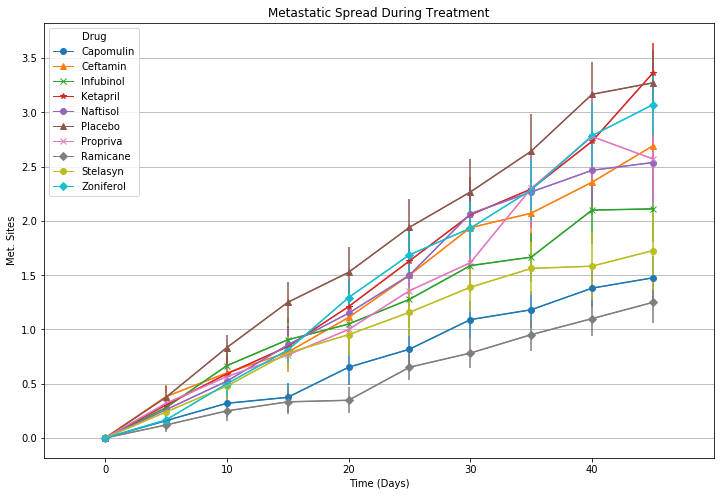 Metastatic Spread During Treatment
Drug
Capomulin
Ceftamin
Infubinol
Ketapril
Naftisol
Placebo
Propriva
Ramicane
Stelasyn
Zoniferol
Met. Sites
3.5
3.0
2.5
2.0
1.5
1.0
0.5
0.0
0
10
20
30
40
Time (Days)